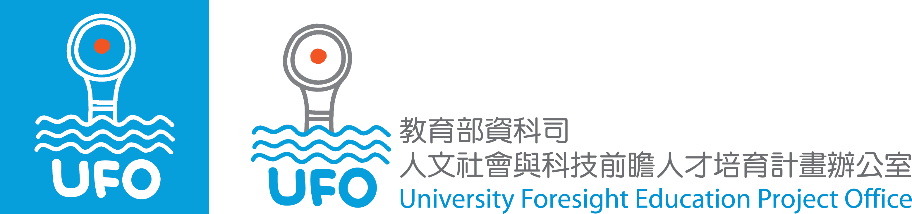 UFO
UFO
教育部資科司
人文社會與科技前瞻人才培育計畫辦公室
University Foresight Education Project Office